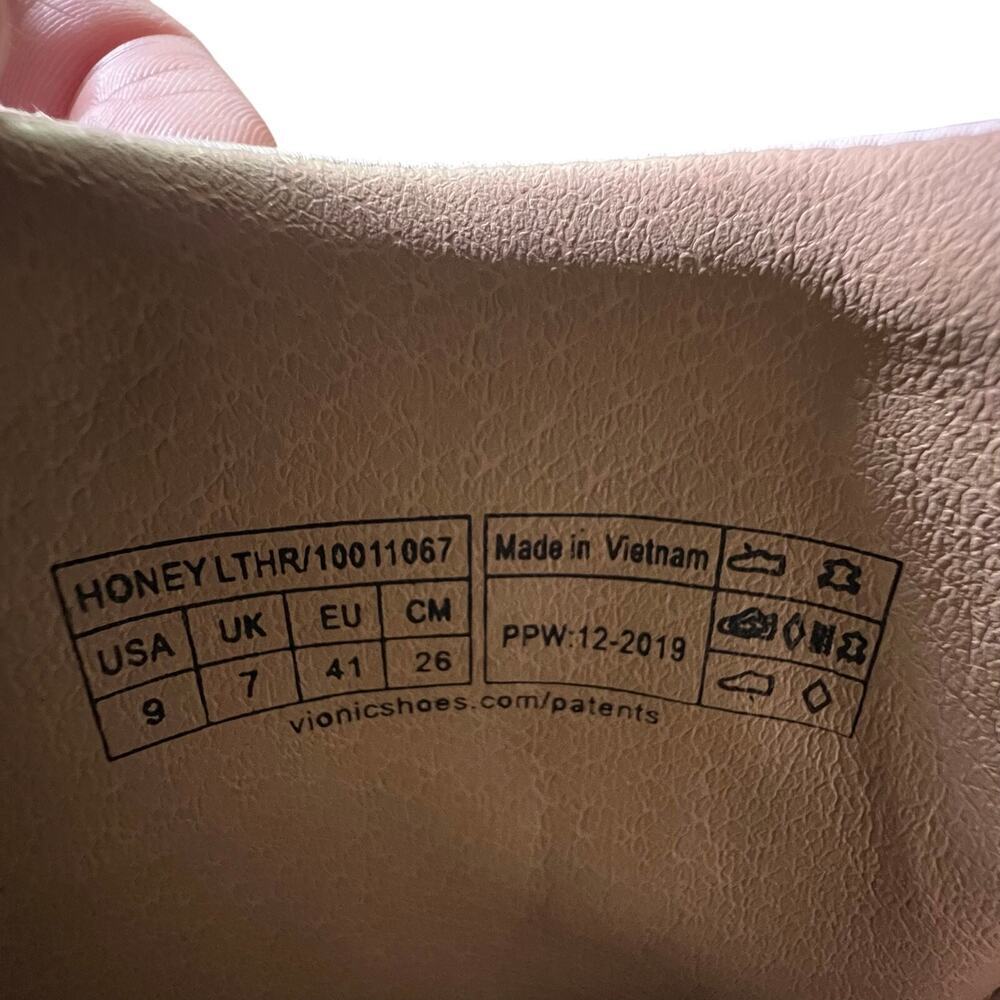 HONEY LTHR/10011067
USA UK EU CM
9 7 41 26
Made in Vietnam
PPW:12-2019
vionicshoes.com/patents